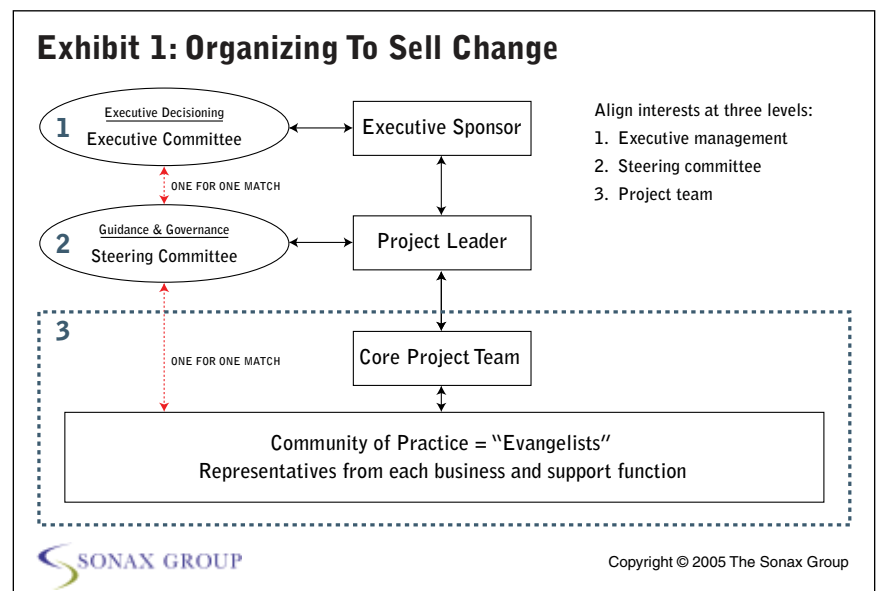 Exhibit 1: Organizing To Sell Change
1
Executive Decisioning
Executive Committee
Executive Sponsor
ONE FOR ONE MATCH
2
Guidance & Governance
Steering Committee
Project Leader
Align interests at three levels:
1. Executive management
2. Steering committee
3. Project team
3
ONE FOR ONE MATCH
Core Project Team
Community of Practice = “Evangelists”
Representatives from each business and support function
SONAX GROUP
Copyright © 2005 The Sonax Group